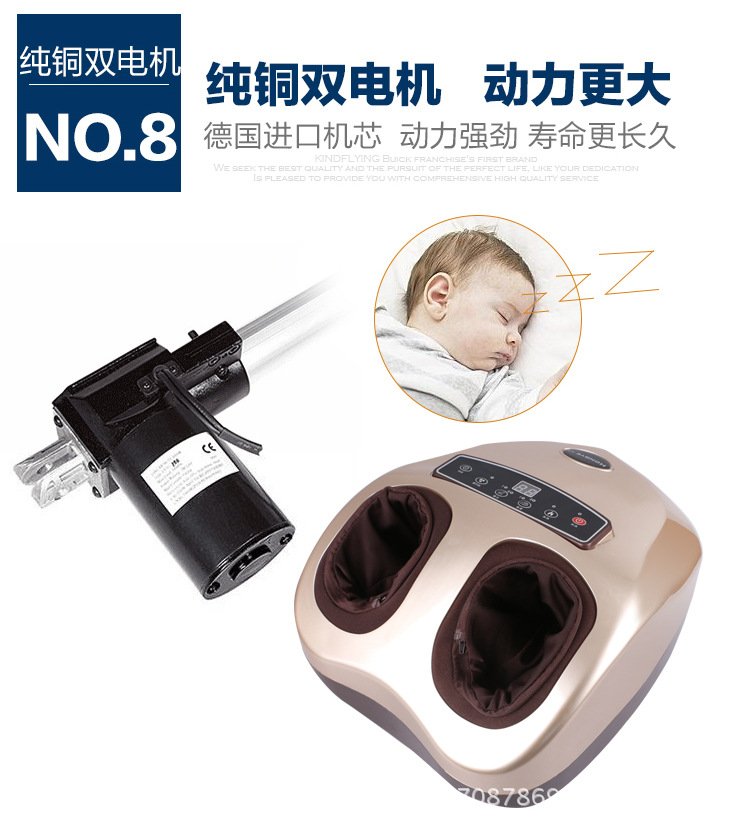 纯铜双电机
NO.8
纯铜双电机 动力更大
德国进口机芯 动力强劲 寿命更长久
KINDFLYING BUICK FRANCHISE'S FIRST BRAND
WE SEEK THE BEST QUALITY AND THE PURSUIT OF THE PERFECT LIFE, LIKE YOUR DEDICATION
IS PLEASED TO PROVIDE YOU WITH COMPREHENSIVE HIGH QUALITY SERVICE
Z Z Z Z
CE